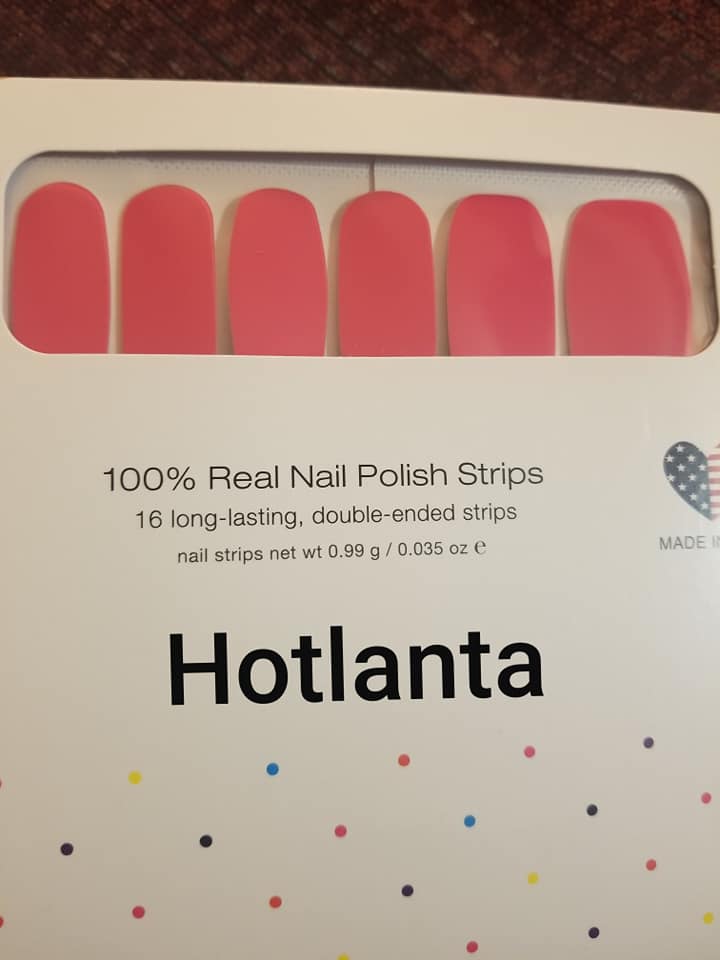 100% Real Nail Polish Strips
16 long-lasting, double-ended strips
nail strips net wt 0.99 g / 0.035 oz ℮
MADE
Hotlanta